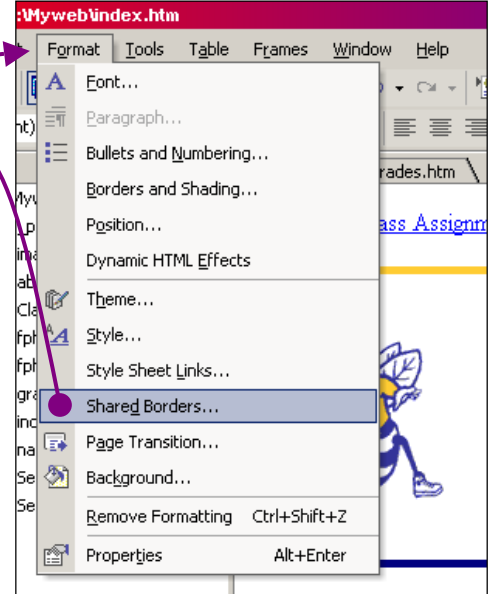 :\Myweb\index.htm
Format Tools Table Frames Window Help
Font...
Paragraph...
nt)
Bullets and Numbering...
rades.htm
Borders and Shading...
Position...
ass Assignm
Dynamic HTML Effects
Theme...
Style...
Style Sheet Links...
Shared Borders...
Page Transition...
Background...
Remove Formatting Ctrl+Shift+Z
Properties Alt+Enter